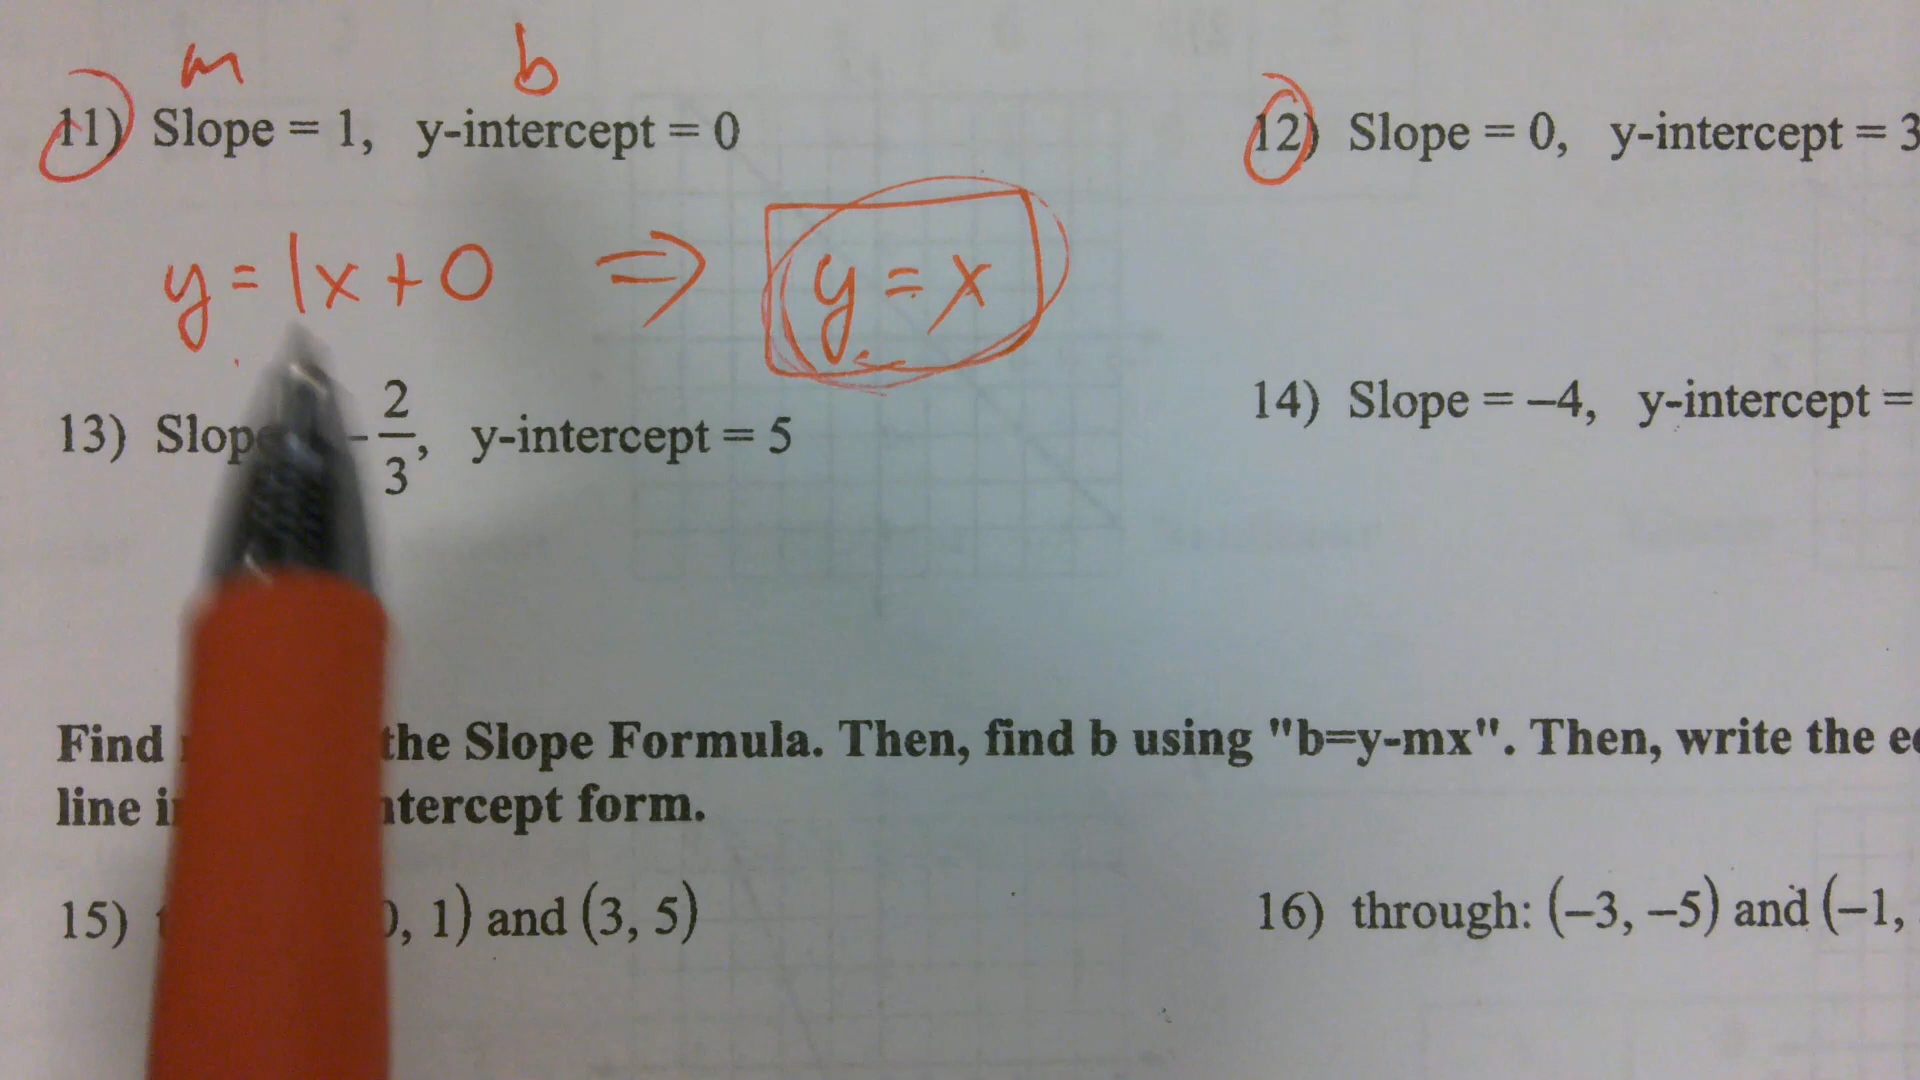 m b
11) Slope = 1, y-intercept = 0
12) Slope = 0, y-intercept = 3
y = 1x + 0 ⇒ y = x
13) Slop - 2/3, y-intercept = 5
14) Slope = –4, y-intercept =
Find the Slope Formula. Then, find b using "b=y-mx". Then, write the
line tercept form.
15) , 1) and (3, 5)
16) through: (–3, –5) and (–1,